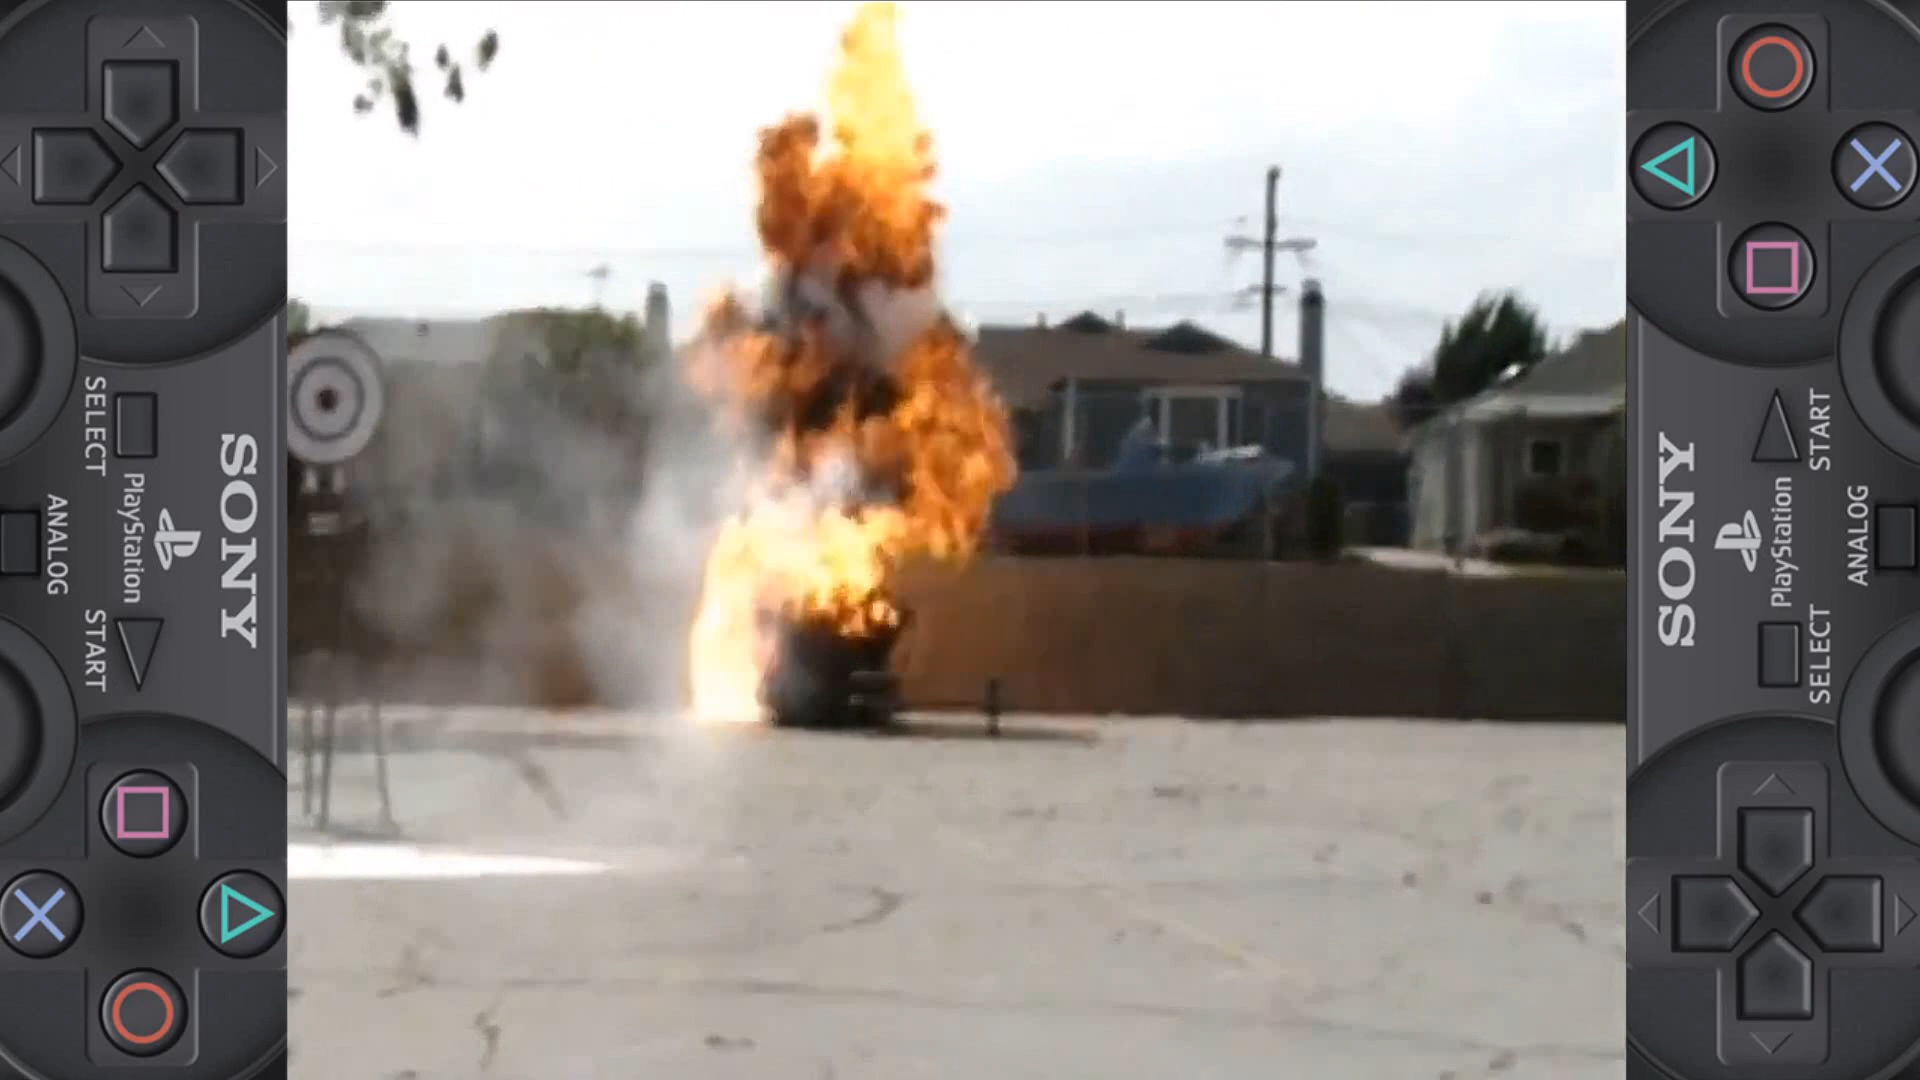 SELECT
ANALOG
PlayStation
SONY
START
START
SONY
PlayStation
ANALOG
SELECT